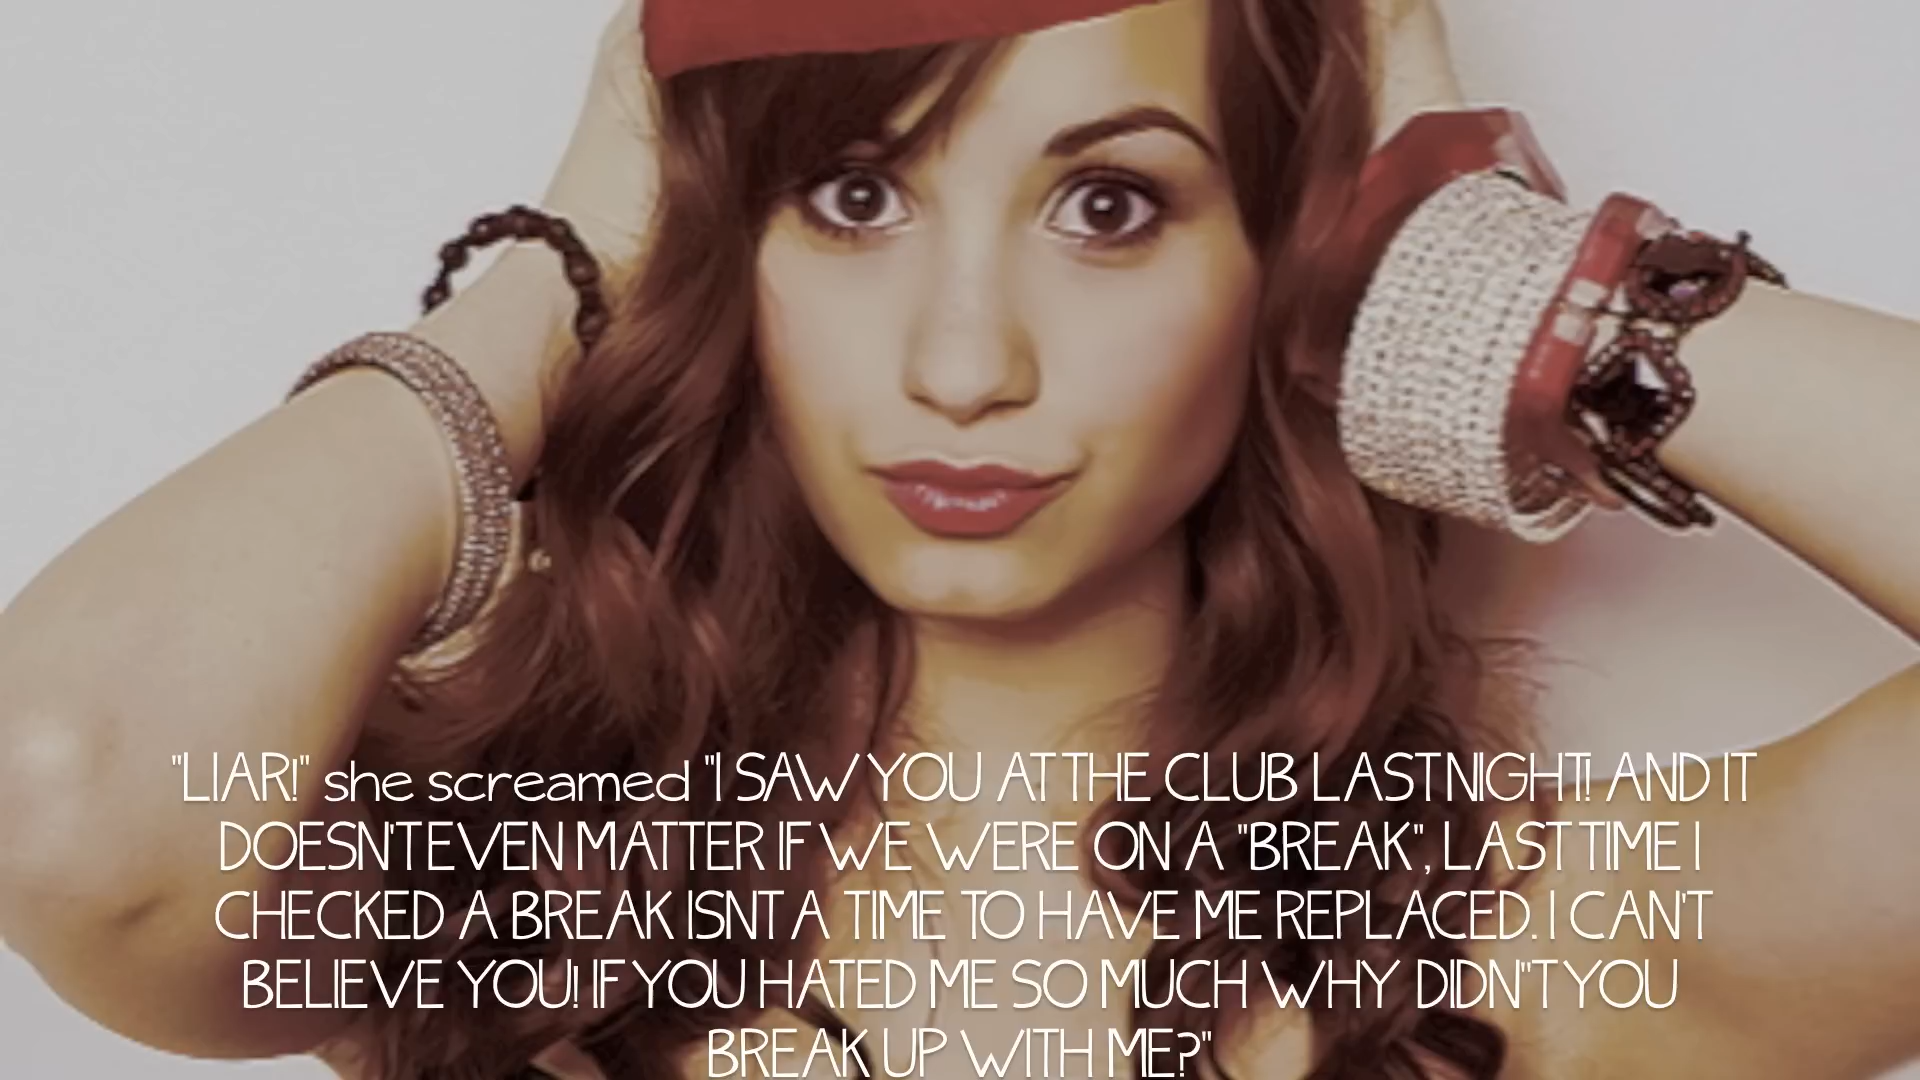 "LIAR!" she screamed "I SAW YOU AT THE CLUB LAST NIGHT! AND IT
DOESN'T EVEN MATTER IF WE WERE ON A "BREAK", LAST TIME I
CHECKED A BREAK ISNT A TIME TO HAVE ME REPLACED. I CAN'T
BELIEVE YOU! IF YOU HATED ME SO MUCH WHY DIDN"T YOU
BREAK UP WITH ME?"